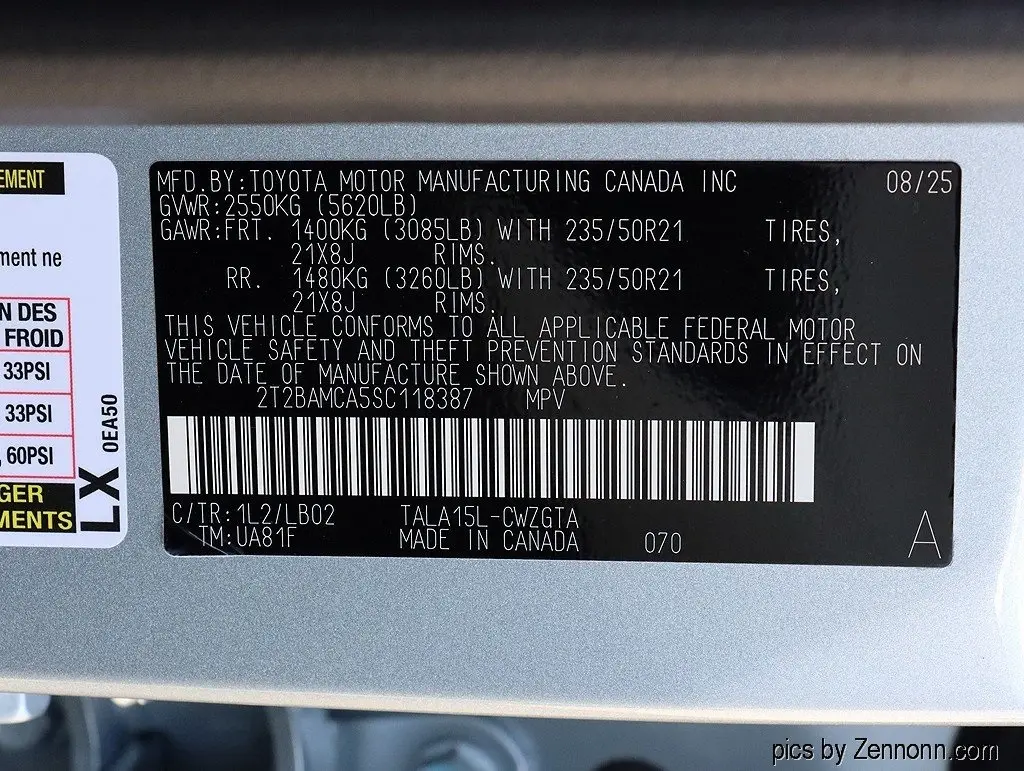 EMENT
ment ne
N DES
FROID
33PSI
33PSI
, 60PSI
GER
MENTS
LX 0EA50
MFD.BY:TOYOTA MOTOR MANUFACTURING CANADA INC 08/25
GVWR:2550KG (5620LB)
GAWR:FRT. 1400KG (3085LB) WITH 235/50R21 TIRES,
21X8J RIMS.
RR. 1480KG (3260LB) WITH 235/50R21 TIRES,
21X8J RIMS.
THIS VEHICLE CONFORMS TO ALL APPLICABLE FEDERAL MOTOR
VEHICLE SAFETY AND THEFT PREVENTION STANDARDS IN EFFECT ON
THE DATE OF MANUFACTURE SHOWN ABOVE.
2T2BAMCA5SC118387 MPV
C/TR:1L2/LB02 TALA15L-CWZGTA
TM:UA81F MADE IN CANADA 070 A
pics by Zennonn.com